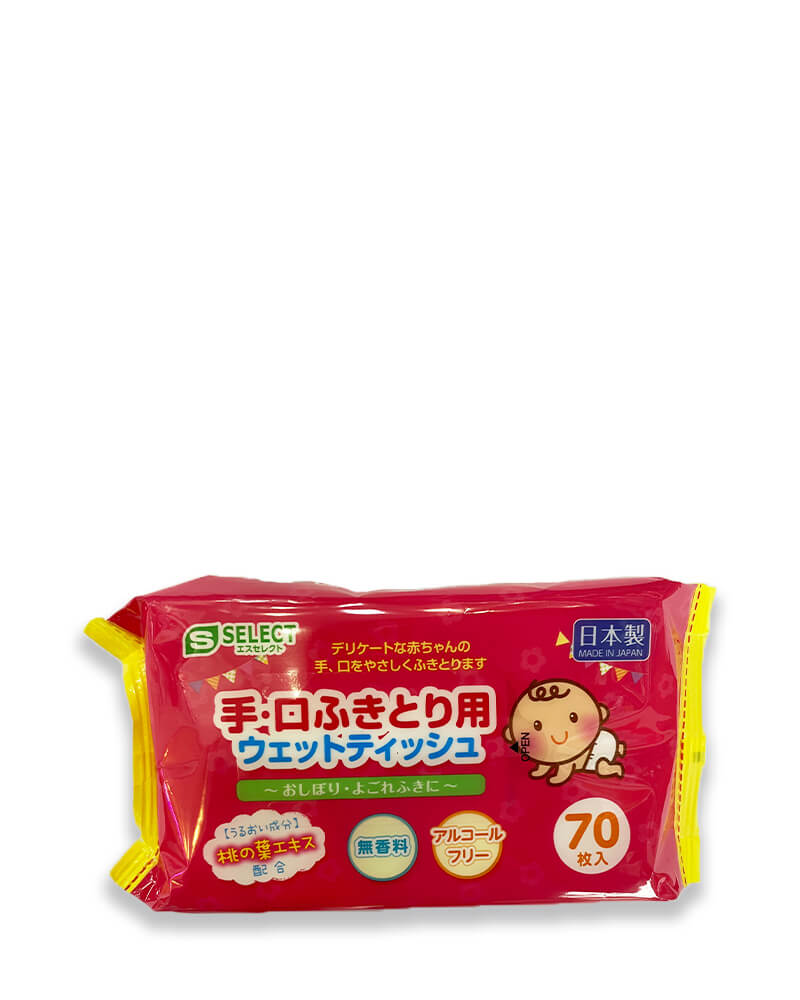 S SELECT
エスセレクト
デリケートな赤ちゃんの
手、口をやさしくふきとります
日本製
MADE IN JAPAN
手・口ふきとり用
ウェットティッシュ
～おしぼり・よごれふきに～
OPEN
【うるおい成分】
桃の葉エキス
配合
無香料
アルコール
フリー
70
枚入